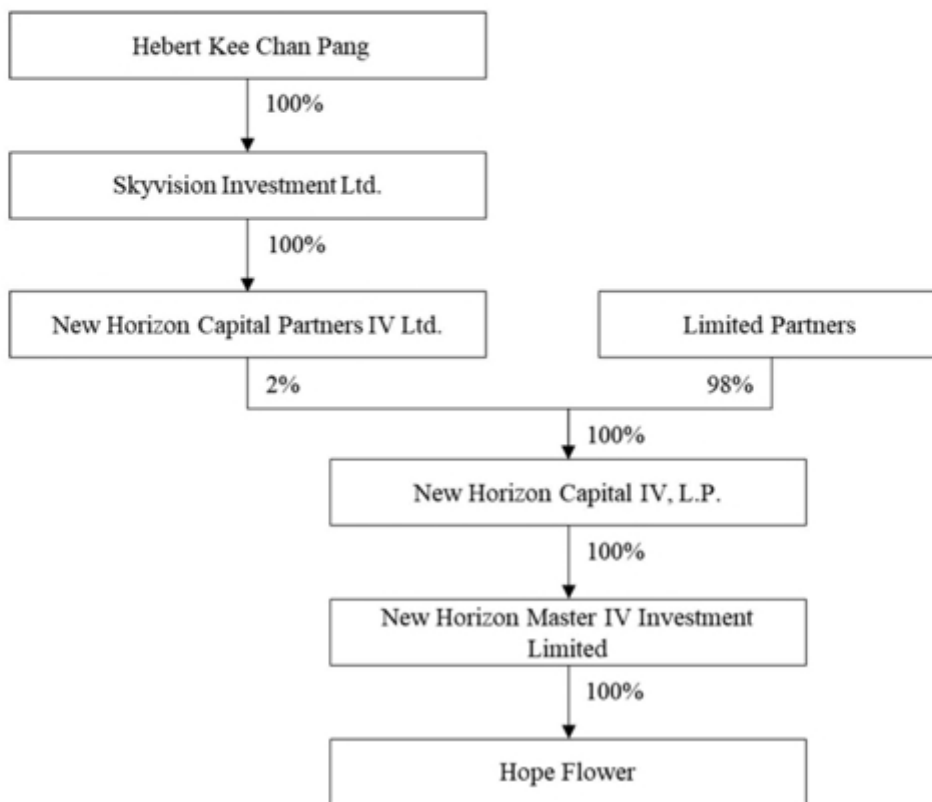 Hebert Kee Chan Pang
100%
Skyvision Investment Ltd.
100%
New Horizon Capital Partners IV Ltd.
Limited Partners
2%
98%
100%
New Horizon Capital IV, L.P.
100%
New Horizon Master IV Investment
Limited
100%
Hope Flower